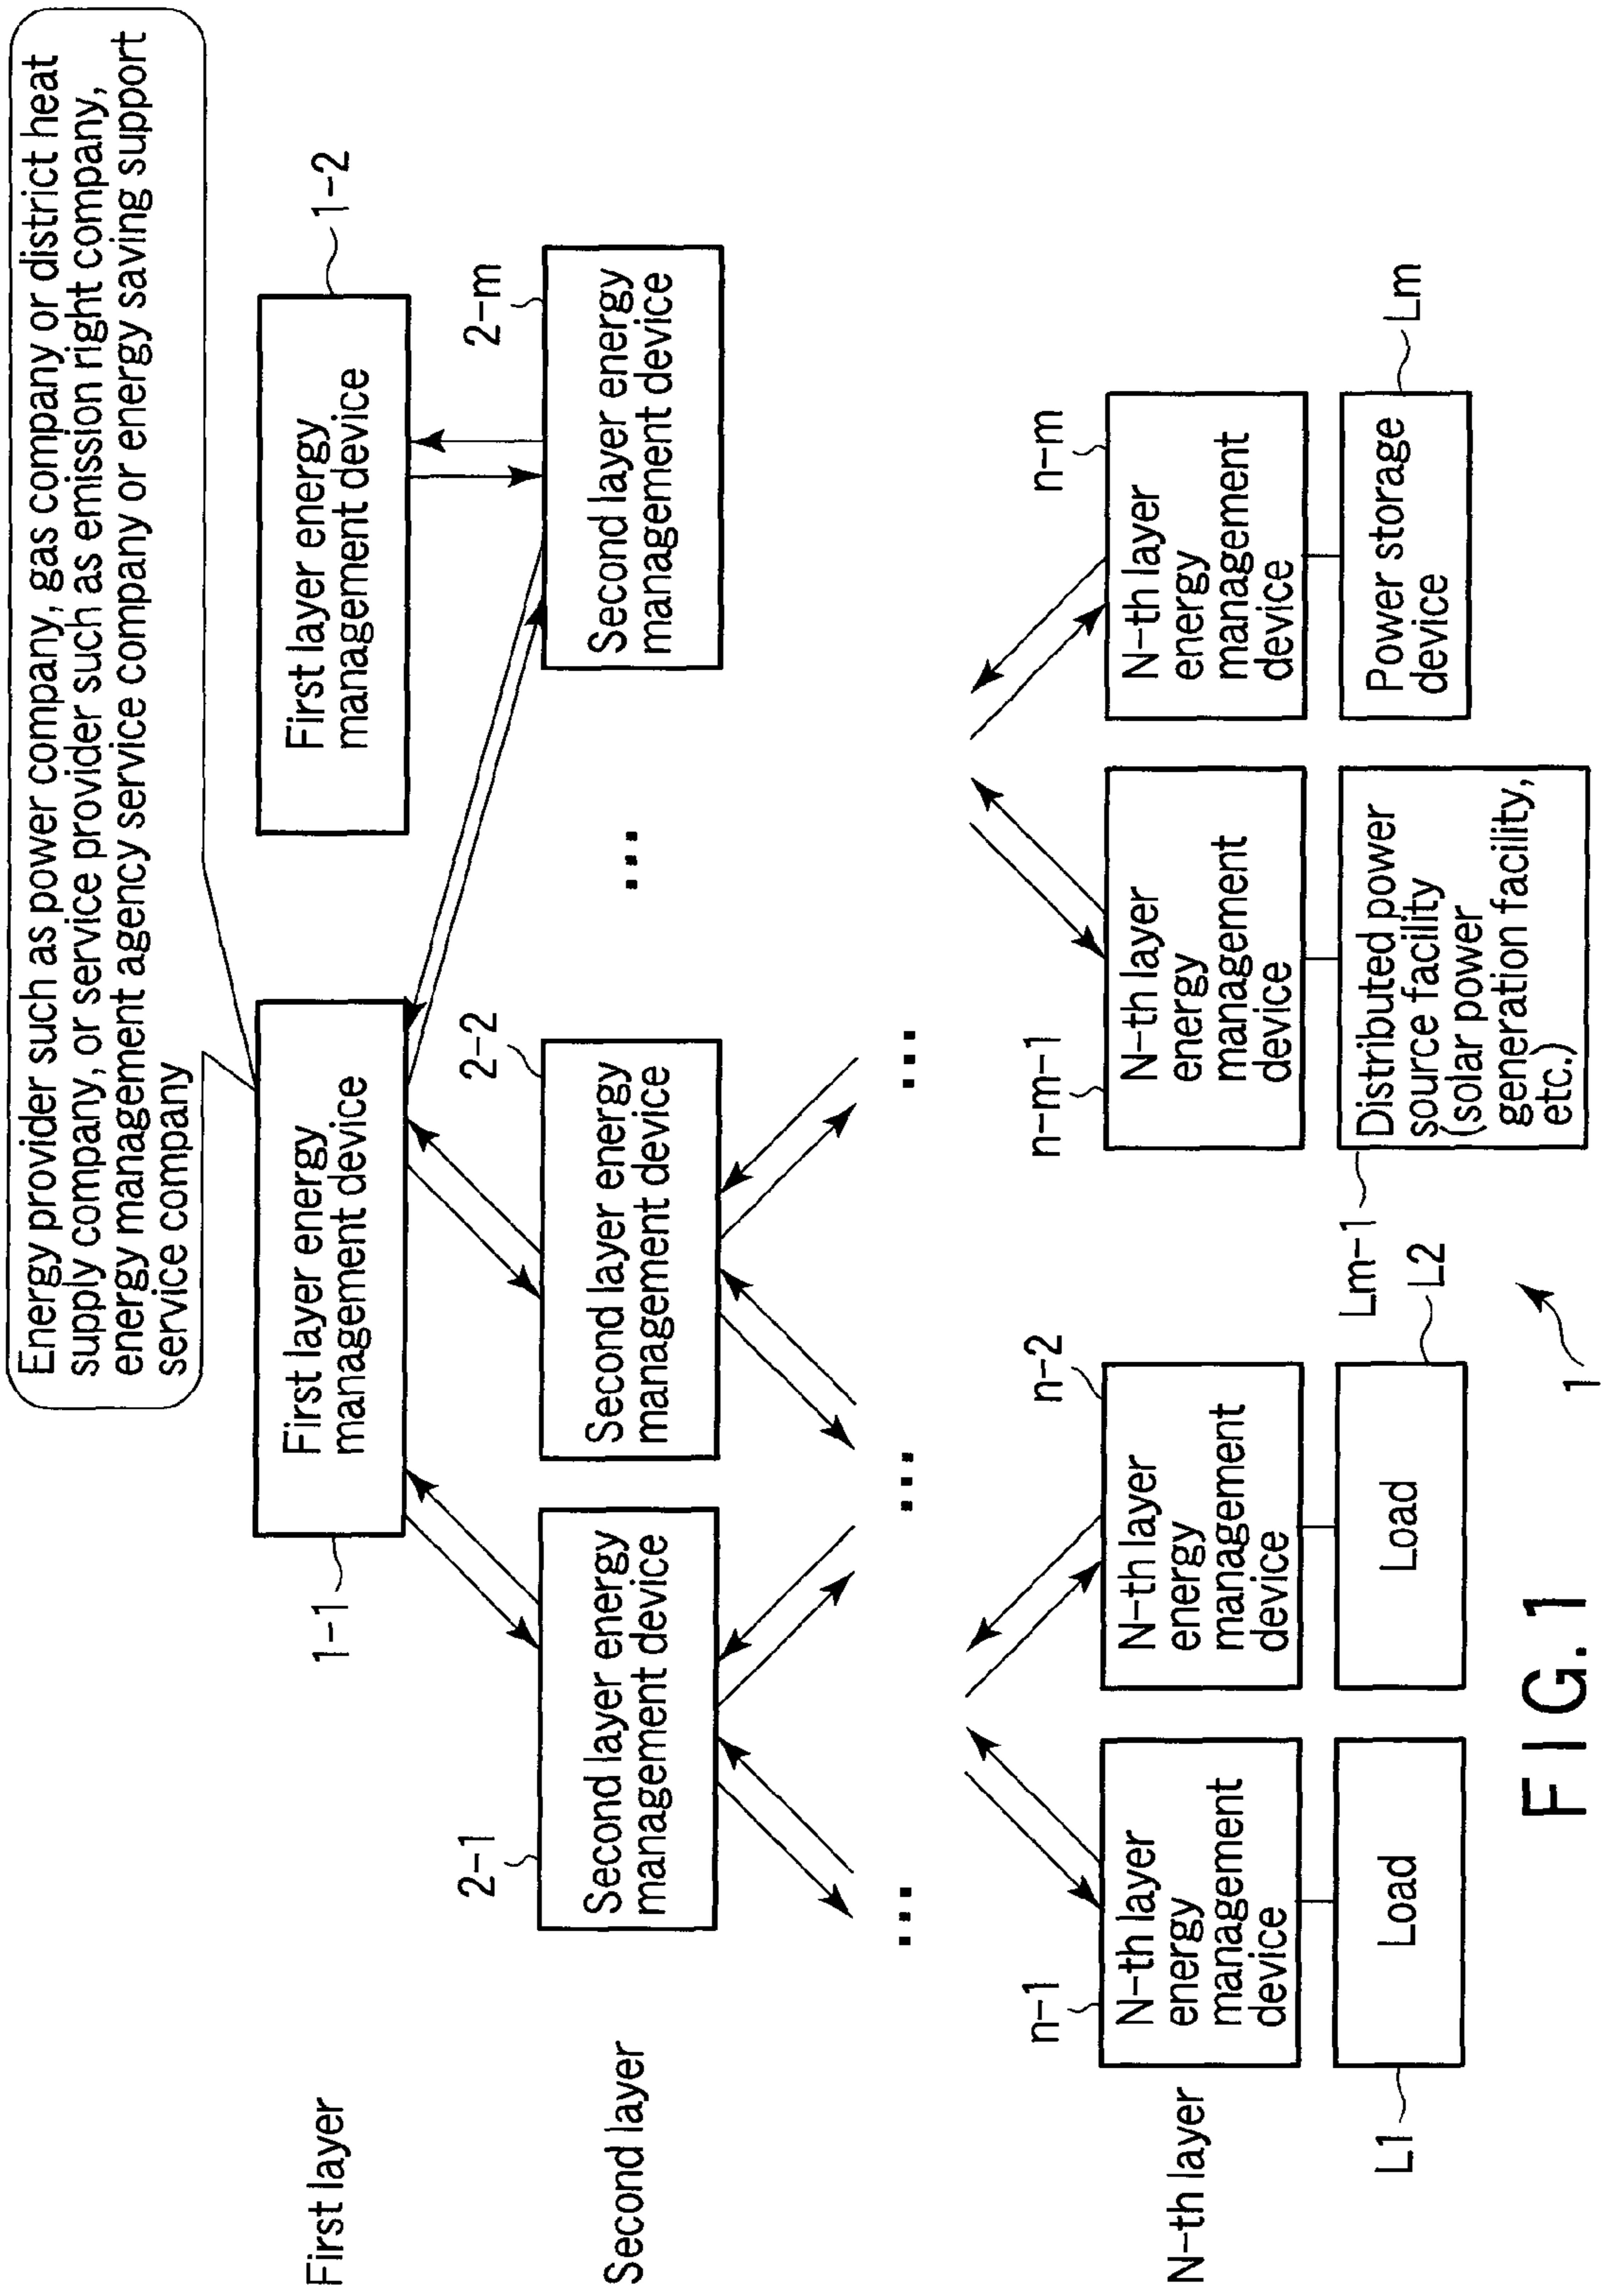 Energy provider such as power company, gas company or district heat
supply company, or service provider such as emission right company,
energy management agency service company or energy saving support
service company
First layer
1-1
First layer energy
management device
First layer energy
management device
1-2
Second layer
2-1
Second layer energy
management device
2-2
Second layer energy
management device
...
2-m
Second layer energy
management device
...
...
...
N-th layer
n-1
N-th layer
energy
management
device
n-2
N-th layer
energy
management
device
n-m-1
N-th layer
energy
management
device
n-m
N-th layer
energy
management
device
L1
Load
Load
L2
Lm-1
Distributed power
source facility
(solar power
generation facility,
etc.)
Power storage
device
Lm
1
FIG.1